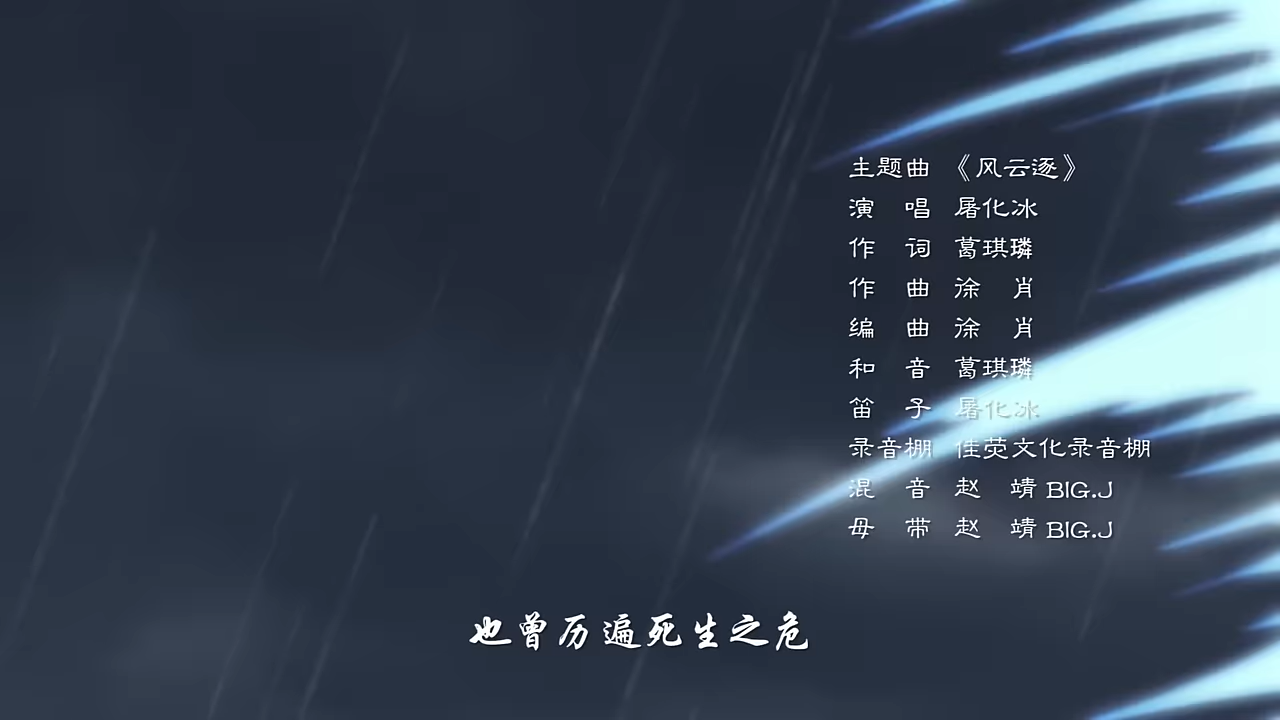 主题曲 《风云逐》
演 唱 屠化冰
作 词 葛琪璘
作 曲 徐 肖
编 曲 徐 肖
和 音 葛琪璘
笛 子 屠化冰
录音棚 佳荧文化录音棚
混 音 赵 靖 BIG.J
母 带 赵 靖 BIG.J
也曾历遍死生之危